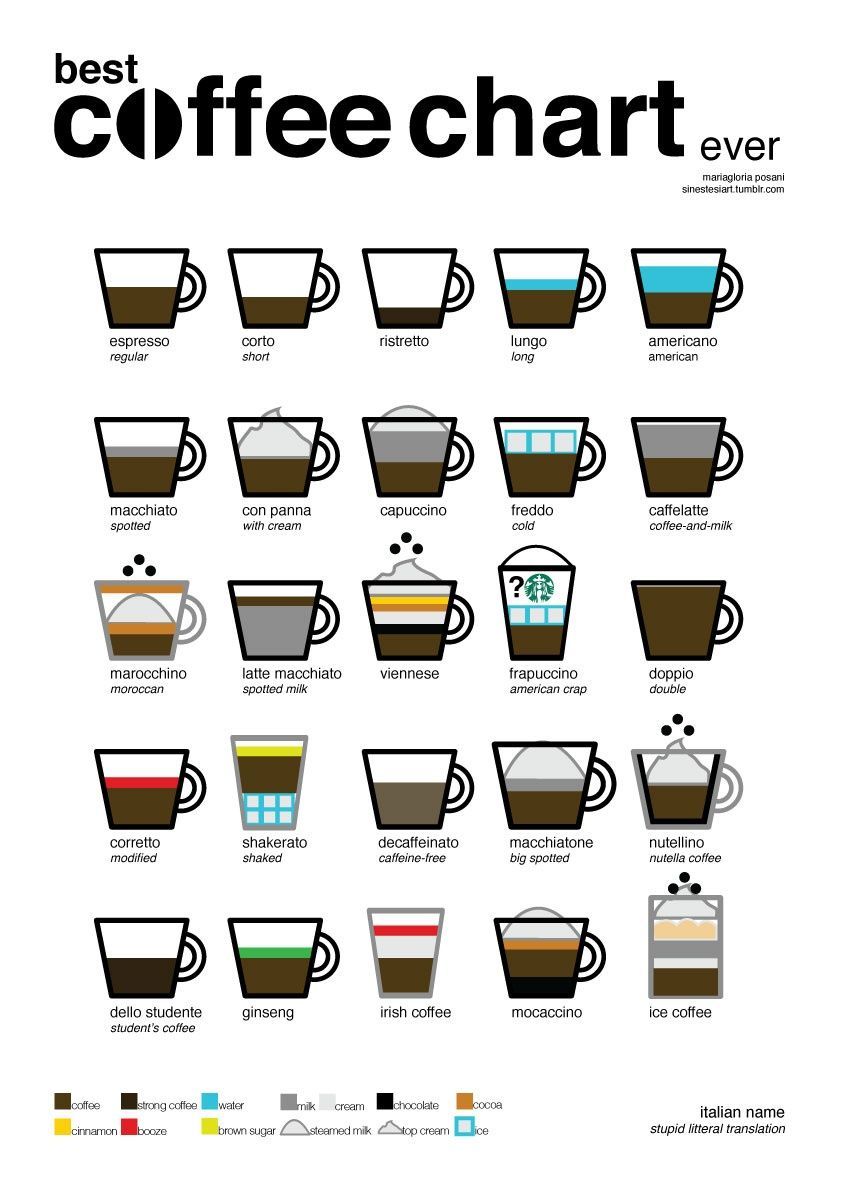 best
coffee chart ever
mariagloria posani
sinestesiart.tumblr.com
espresso
regular
corto
short
ristretto
lungo
long
americano
american
macchiato
spotted
con panna
with cream
capuccino
freddo
cold
caffelatte
coffee-and-milk
?
marocchino
moroccan
latte macchiato
spotted milk
viennese
frapuccino
american crap
doppio
double
corretto
modified
shakerato
shaked
decaffeinato
caffeine-free
macchiatone
big spotted
nutellino
nutella coffee
dello studente
student's coffee
ginseng
irish coffee
mocaccino
ice coffee
coffee strong coffee water milk cream chocolate cocoa
cinnamon booze brown sugar steamed milk top cream ice
italian name
stupid litteral translation